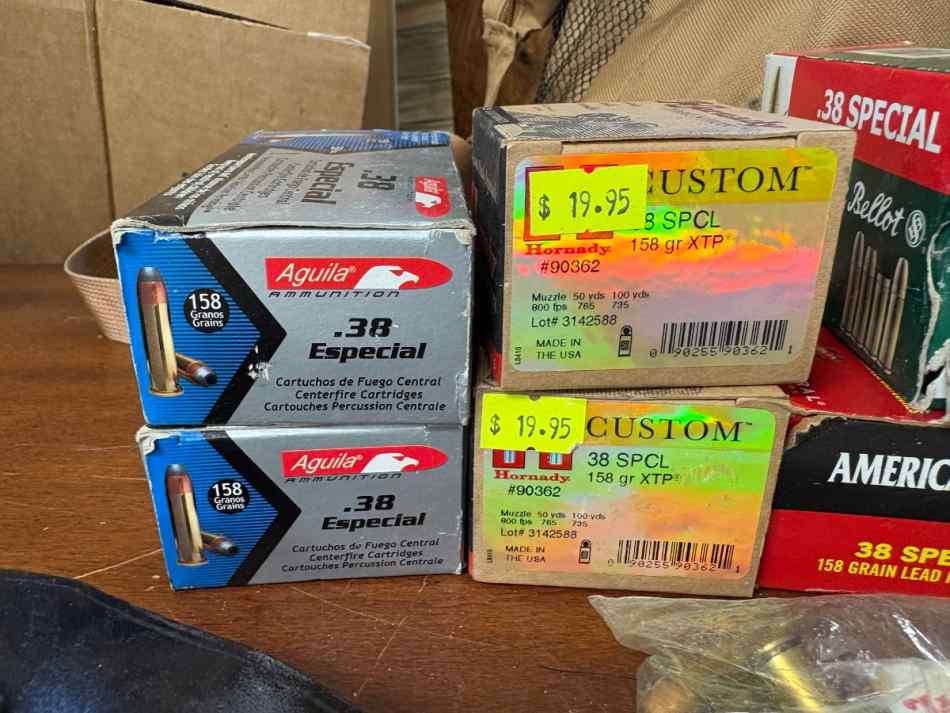 .38
Especial
Aguila®
Aguila®
AMMUNITION
158
Granos
Grains
.38
Especial
Cartuchos de Fuego Central
Centerfire Cartridges
Cartouches Percussion Centrale
Aguila®
AMMUNITION
158
Granos
Grains
.38
Especial
Cartuchos de Fuego Central
Centerfire Cartridges
Cartouches Percussion Centrale
$ 19.95
CUSTOM™
8 SPCL
Hornady
158 gr XTP®
#90362
Muzzle 50 yds 100 yds
800 fps 765 735
Lot# 3142588
MADE IN
THE USA
0 90255 90362 1
$ 19.95
CUSTOM™
38 SPCL
Hornady
158 gr XTP®
#90362
Muzzle 50 yds 100 yds
800 fps 765 735
Lot# 3142588
MADE IN
THE USA
0 90255 90362 1
.38 SPECIAL
Bellot
AMERIC
38 SPE
158 GRAIN LEAD